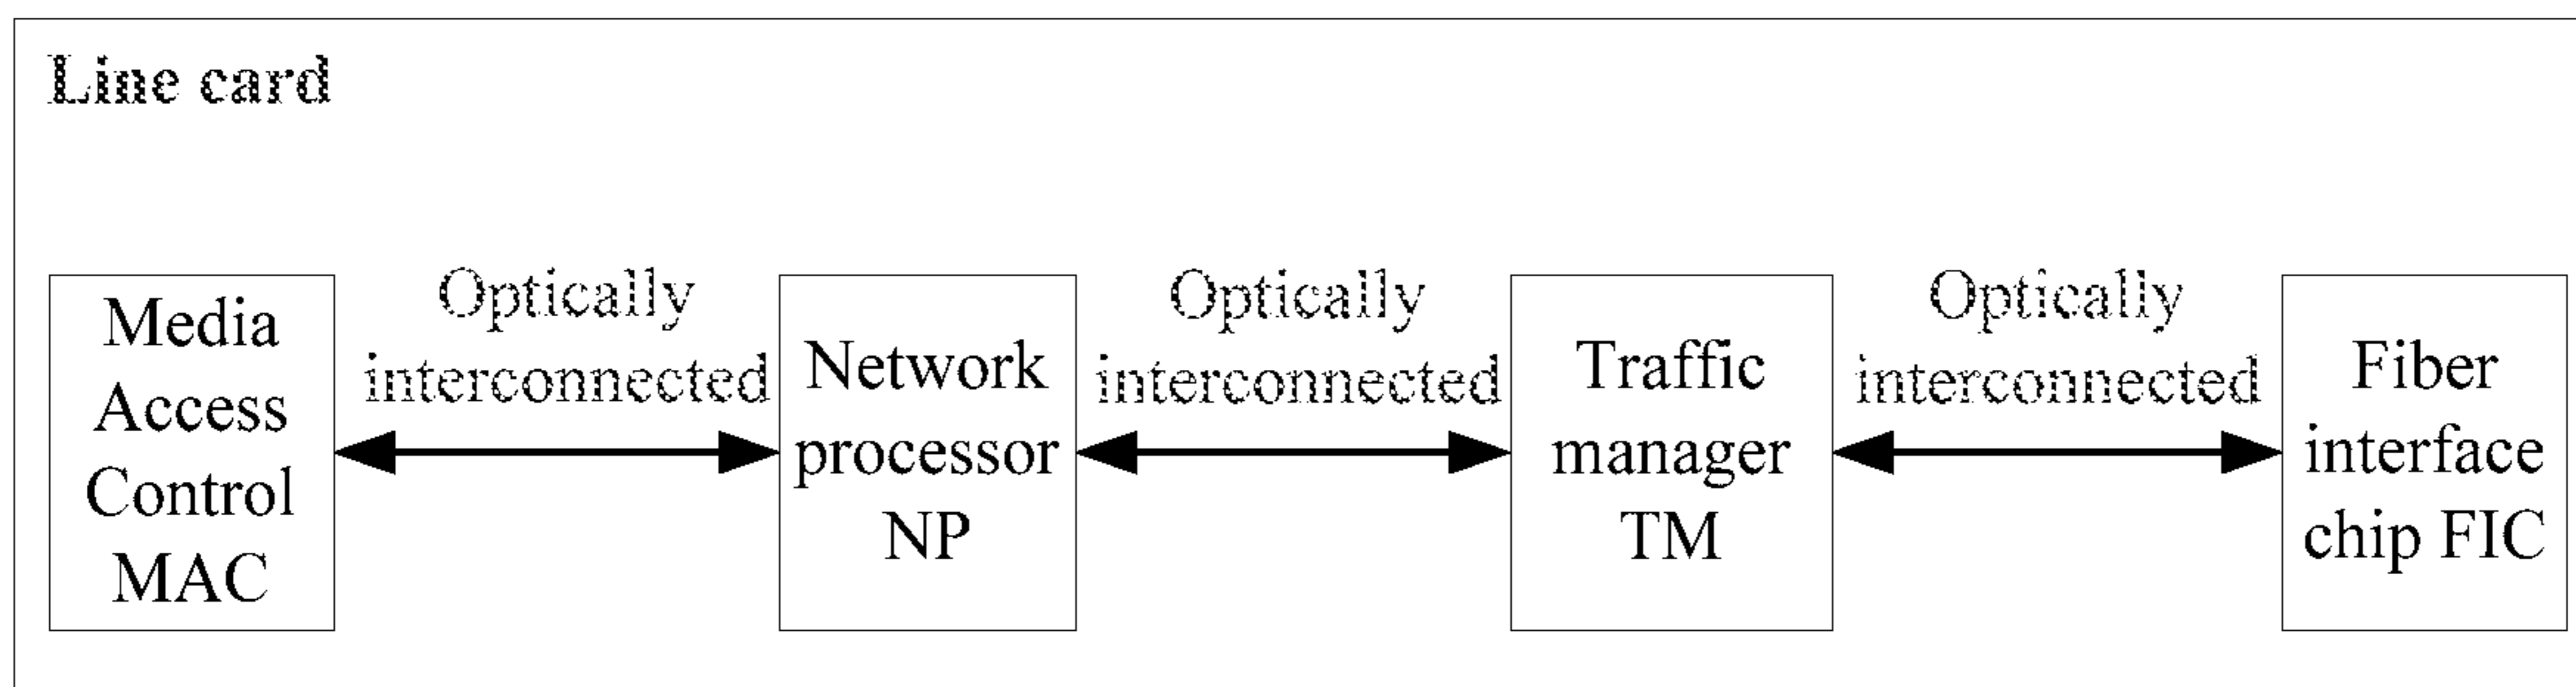 Line card
Media
Access
Control
MAC
Optically
interconnected
Network
processor
NP
Optically
interconnected
Traffic
manager
TM
Optically
interconnected
Fiber
interface
chip FIC